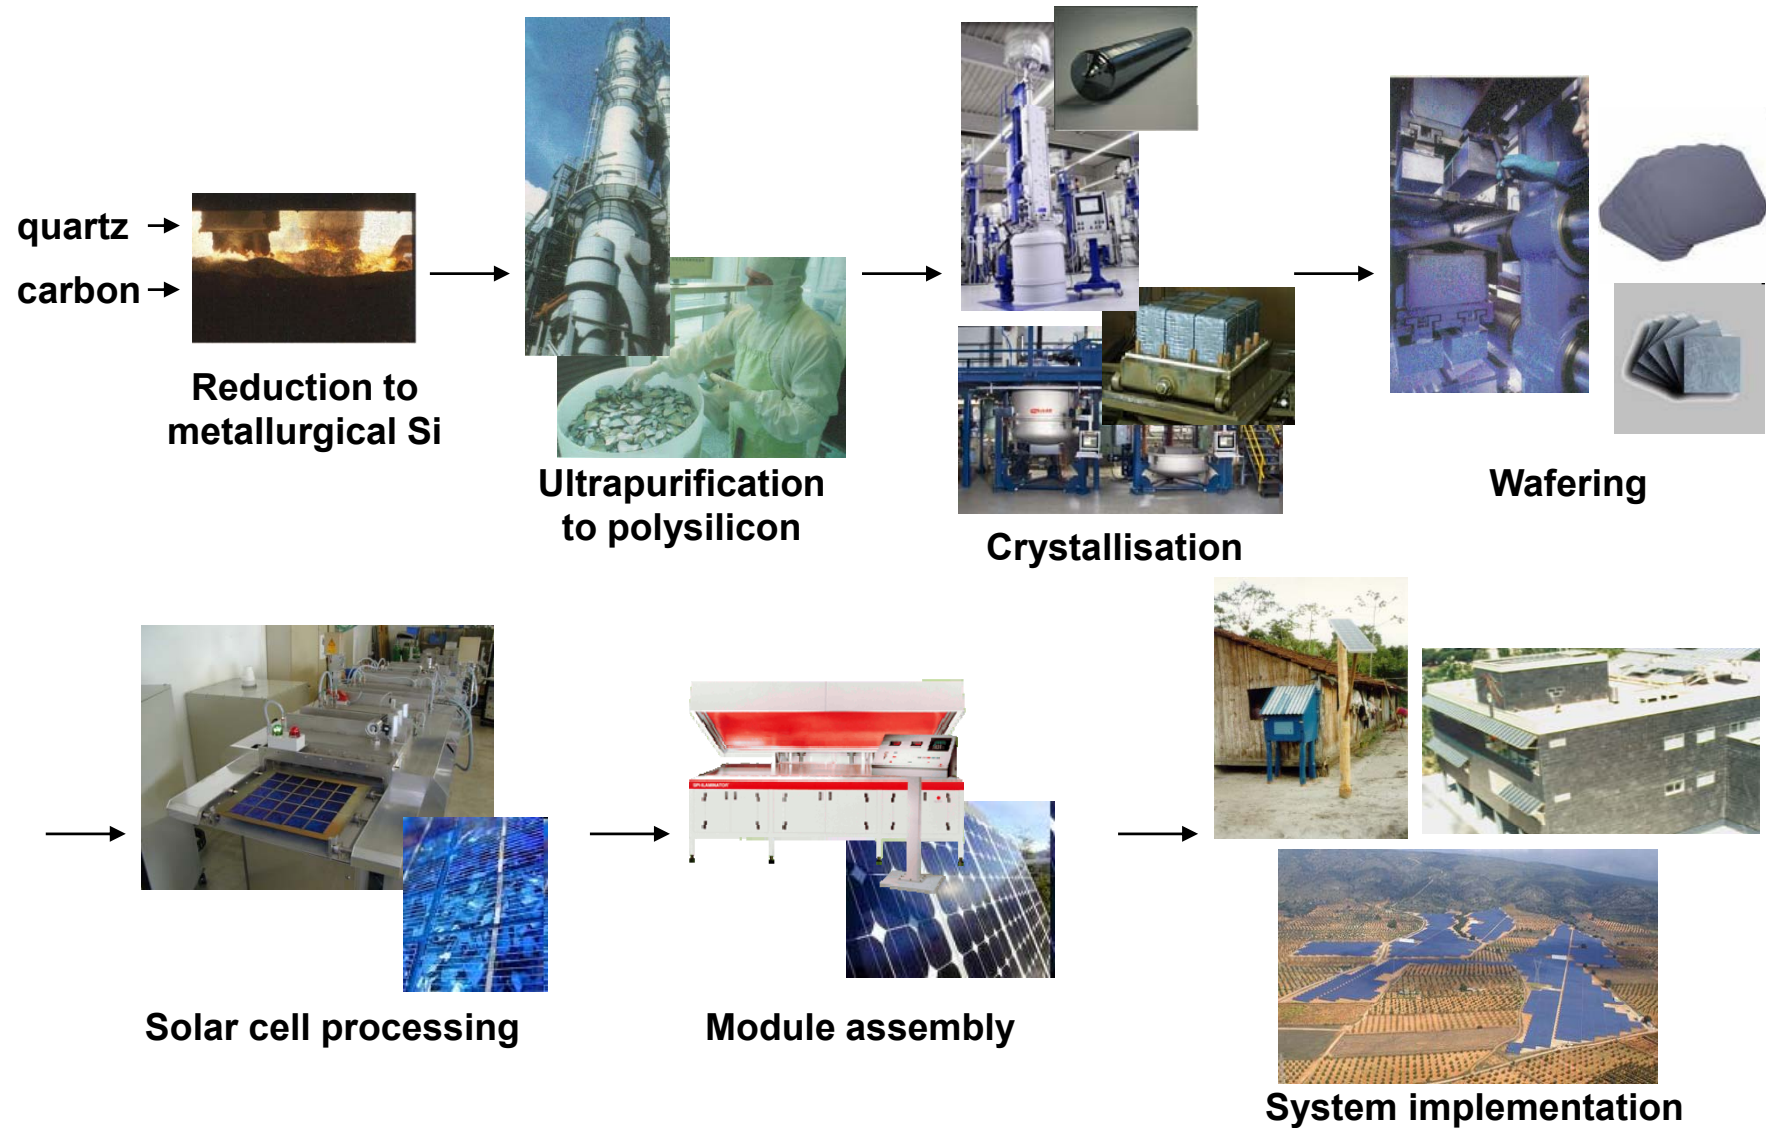 quartz
carbon
Reduction to
metallurgical Si
Ultrapurification
to polysilicon
Crystallisation
Wafering
Solar cell processing
Module assembly
System implementation